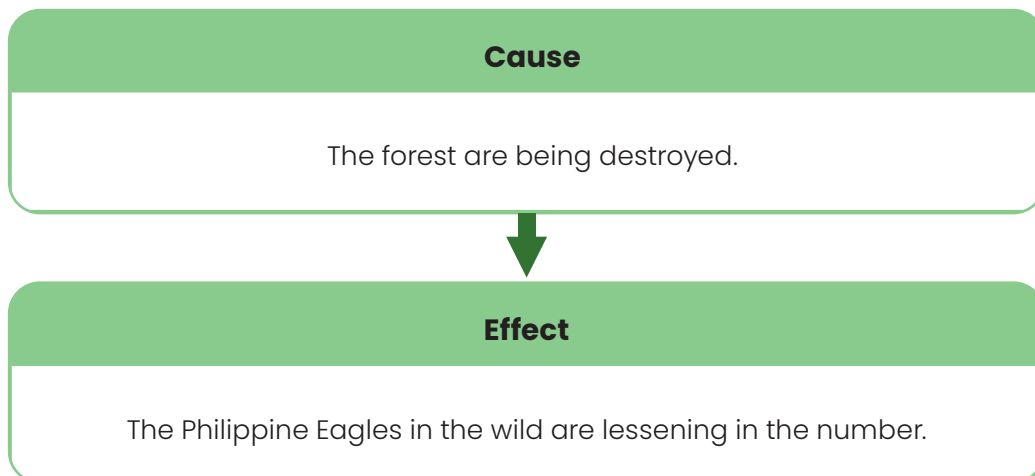 Cause
The forest are being destroyed.
Effect
The Philippine Eagles in the wild are lessening in the number.